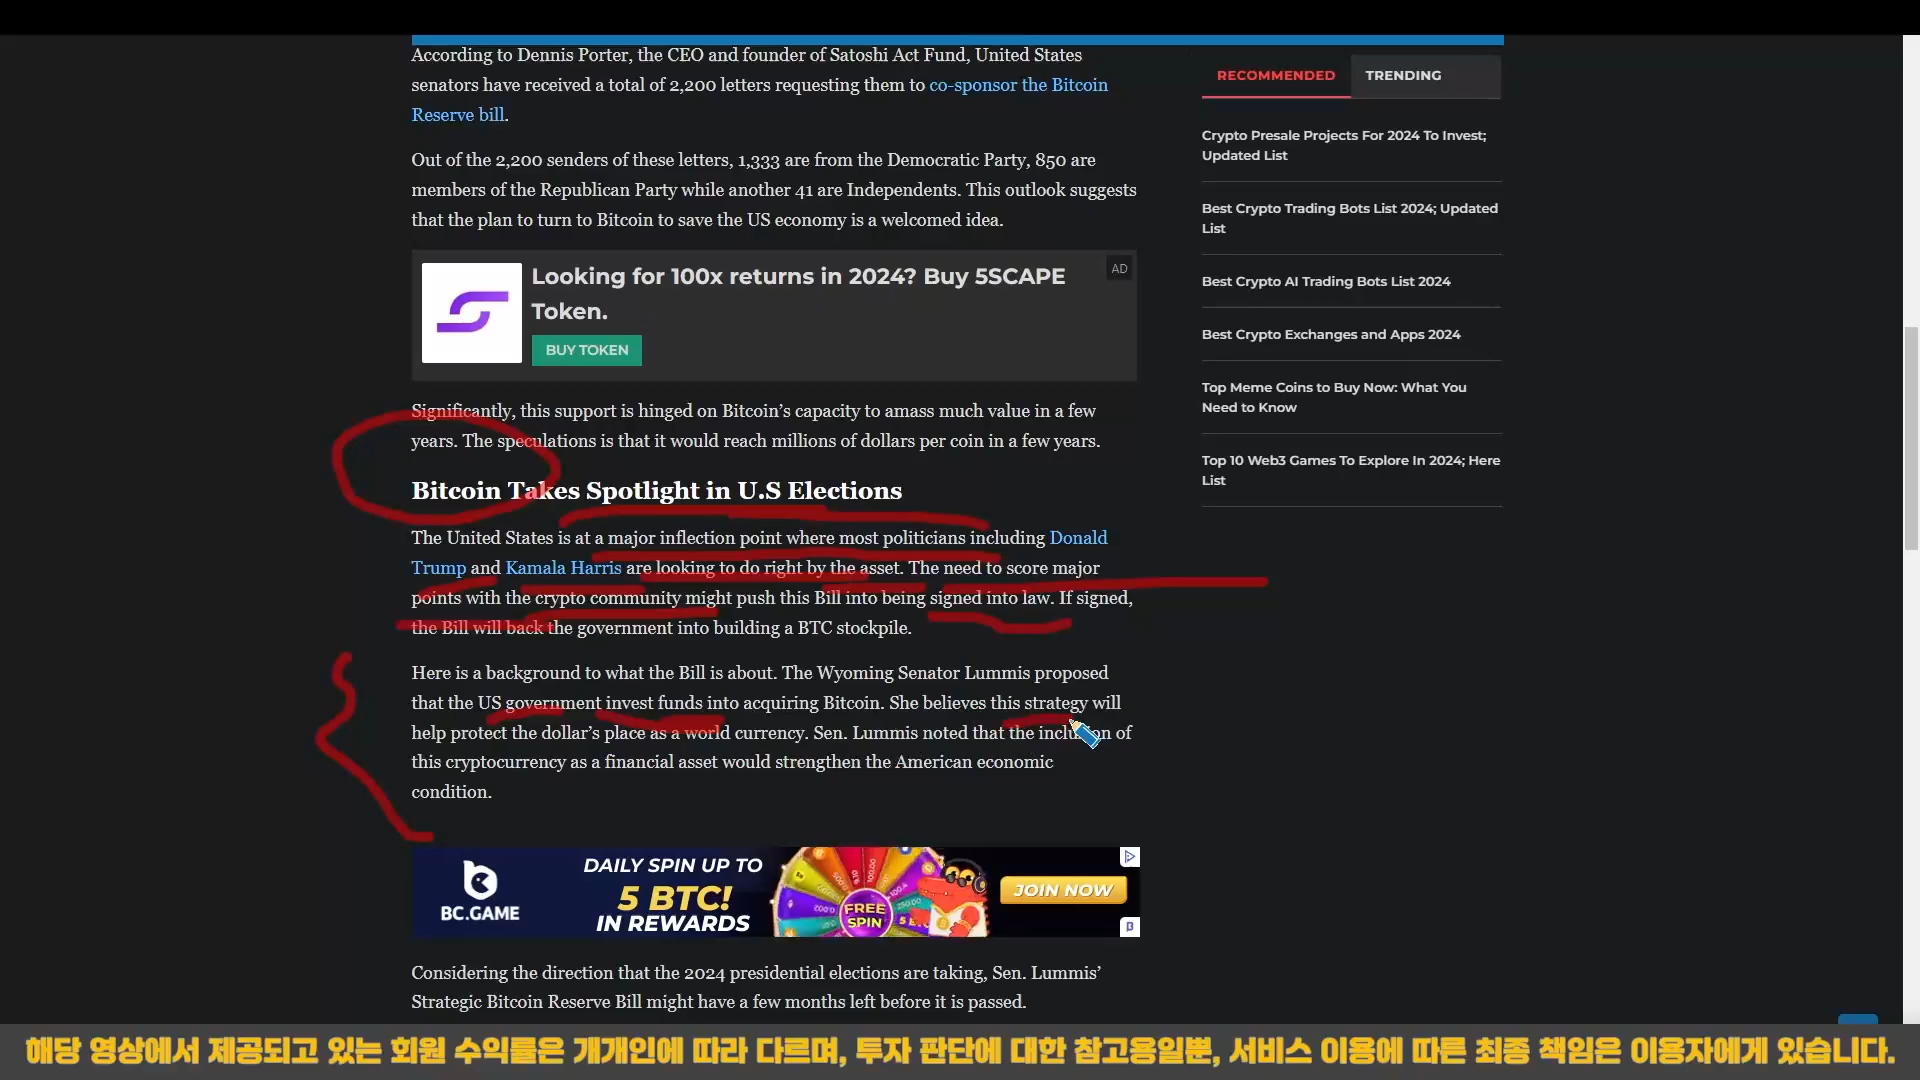 According to Dennis Porter, the CEO and founder of Satoshi Act Fund, United States
senators have received a total of 2,200 letters requesting them to co-sponsor the Bitcoin
Reserve bill.
Out of the 2,200 senders of these letters, 1,333 are from the Democratic Party, 850 are
members of the Republican Party while another 41 are Independents. This outlook suggests
that the plan to turn to Bitcoin to save the US economy is a welcomed idea.
Looking for 100x returns in 2024? Buy 5SCAPE
Token.
AD
BUY TOKEN
Significantly, this support is hinged on Bitcoin's capacity to amass much value in a few
years. The speculations is that it would reach millions of dollars per coin in a few years.
Bitcoin Takes Spotlight in U.S Elections
The United States is at a major inflection point where most politicians including Donald
Trump and Kamala Harris are looking to do right by the asset. The need to score major
points with the crypto community might push this Bill into being signed into law. If signed,
the Bill will back the government into building a BTC stockpile.
Here is a background to what the Bill is about. The Wyoming Senator Lummis proposed
that the US government invest funds into acquiring Bitcoin. She believes this strategy will
help protect the dollar's place as a world currency. Sen. Lummis noted that the inclusion of
this cryptocurrency as a financial asset would strengthen the American economic
condition.
BC.GAME
DAILY SPIN UP TO
5 BTC!
IN REWARDS
FREE
SPIN
JOIN NOW
Considering the direction that the 2024 presidential elections are taking, Sen. Lummis'
Strategic Bitcoin Reserve Bill might have a few months left before it is passed.
RECOMMENDED
TRENDING
Crypto Presale Projects For 2024 To Invest;
Updated List
Best Crypto Trading Bots List 2024; Updated
List
Best Crypto AI Trading Bots List 2024
Best Crypto Exchanges and Apps 2024
Top Meme Coins to Buy Now: What You
Need to Know
Top 10 Web3 Games To Explore In 2024; Here
List
해당 영상에서 제공되고 있는 회원 수익률은 개개인에 따라 다르며, 투자 판단에 대한 참고용일뿐, 서비스 이용에 따른 최종 책임은 이용자에게 있습니다.